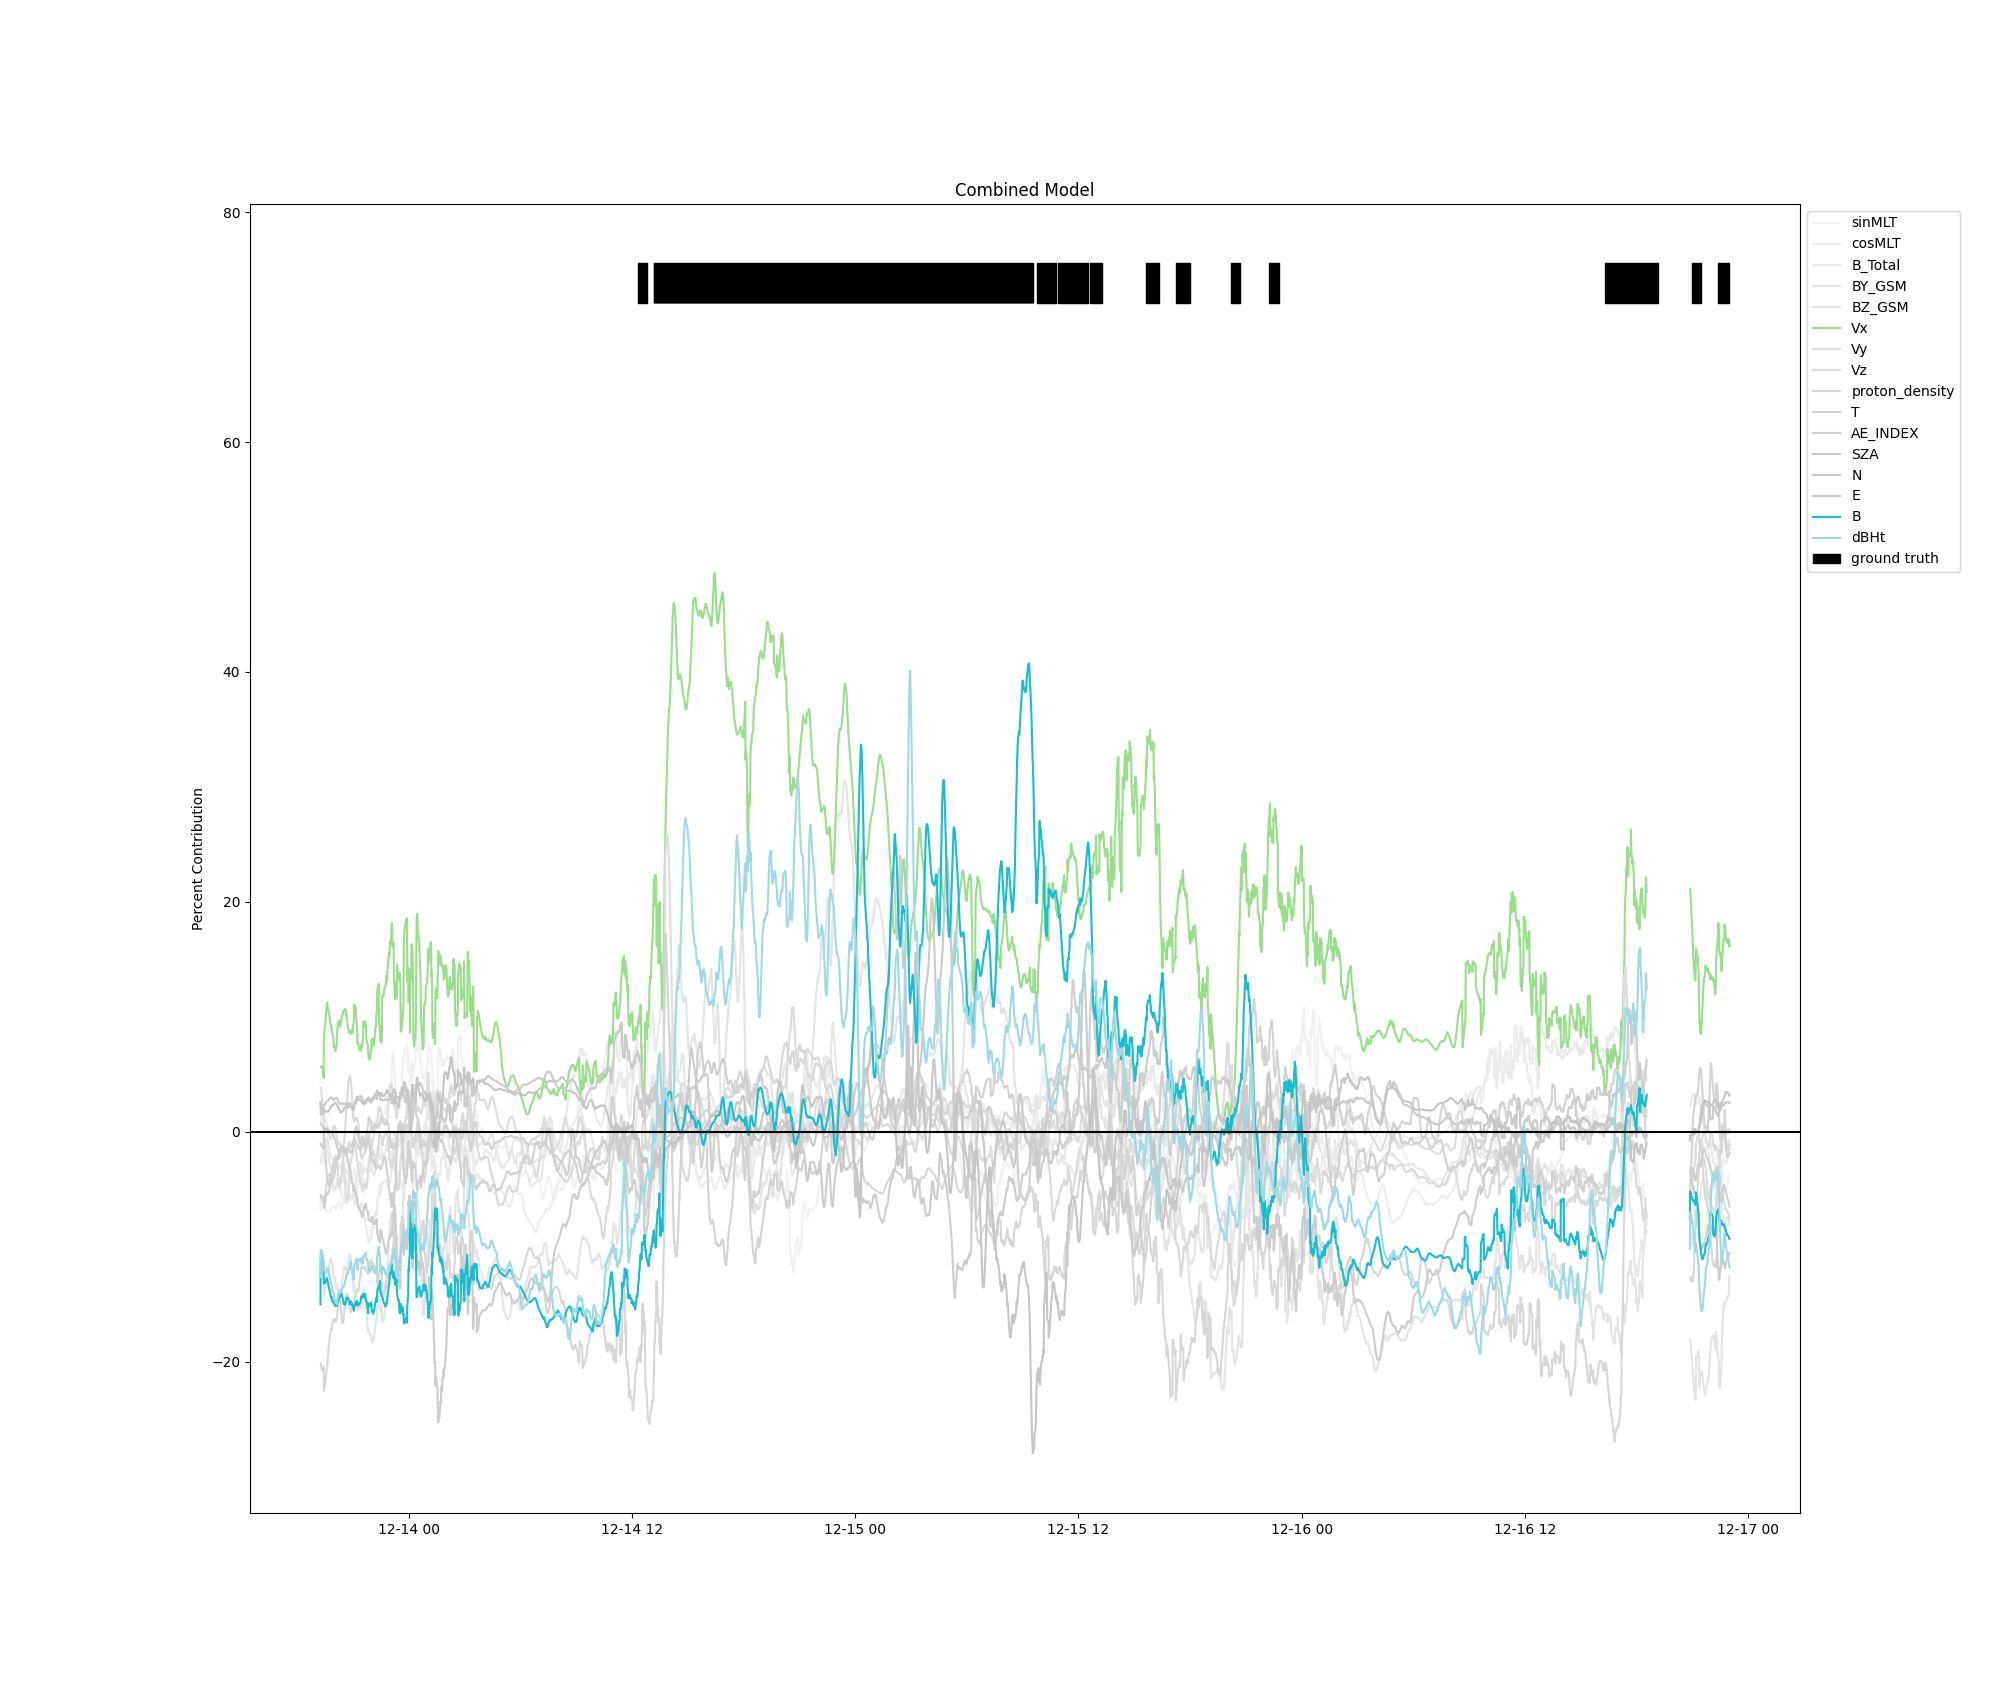 Combined Model
80
60
40
20
0
−20
Percent Contribution
12-14 00
12-14 12
12-15 00
12-15 12
12-16 00
12-16 12
12-17 00
sinMLT
cosMLT
B_Total
BY_GSM
BZ_GSM
Vx
Vy
Vz
proton_density
T
AE_INDEX
SZA
N
E
B
dBHt
ground truth